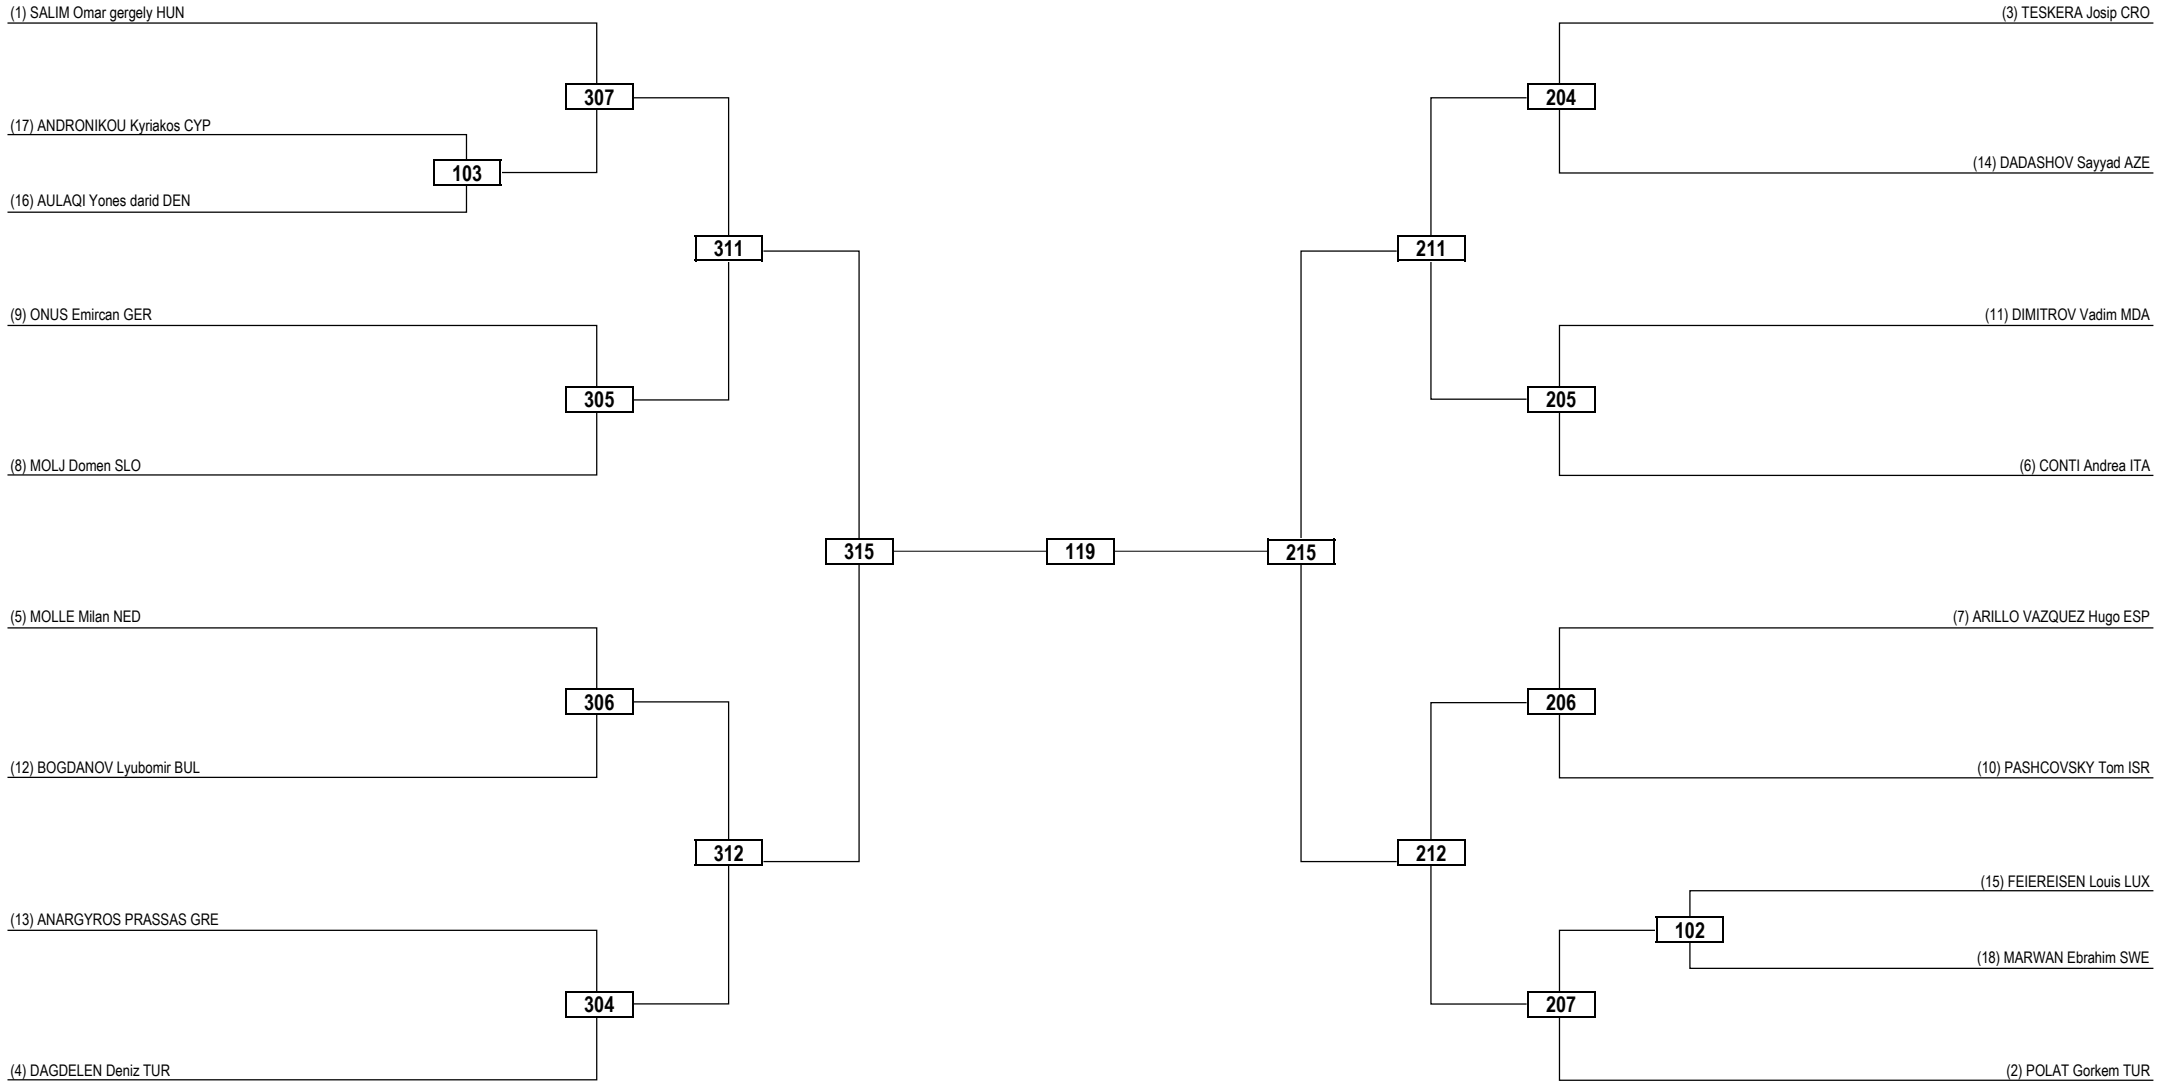 (1) SALIM Omar gergely HUN
307
(17) ANDRONIKOU Kyriakos CYP
103
(16) AULAQI Yones darid DEN
311
(9) ONUS Emircan GER
305
(8) MOLJ Domen SLO
315
(5) MOLLE Milan NED
306
(12) BOGDANOV Lyubomir BUL
312
(13) ANARGYROS PRASSAS GRE
304
(4) DAGDELEN Deniz TUR
119
(3) TESKERA Josip CRO
204
(14) DADASHOV Sayyad AZE
211
(11) DIMITROV Vadim MDA
205
(6) CONTI Andrea ITA
215
(7) ARILLO VAZQUEZ Hugo ESP
206
(10) PASHCOVSKY Tom ISR
212
(15) FEIEREISEN Louis LUX
102
(18) MARWAN Ebrahim SWE
207
(2) POLAT Gorkem TUR